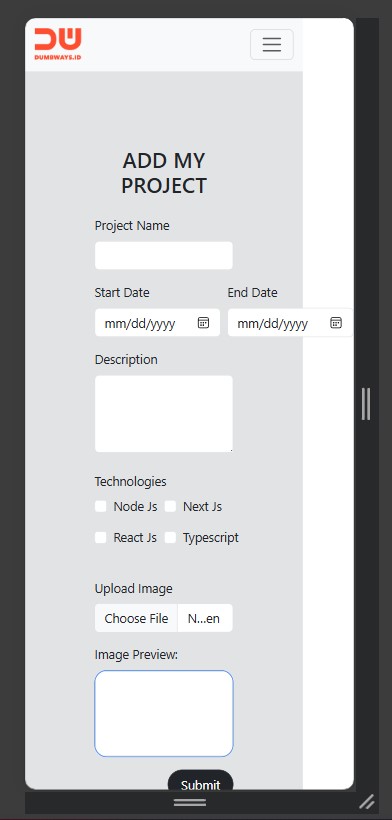 DUMBWAYS.ID
ADD MY
PROJECT
Project Name
Start Date End Date
mm/dd/yyyy mm/dd/yyyy
Description
Technologies
Node Js Next Js
React Js Typescript
Upload Image
Choose File N...en
Image Preview:
Submit